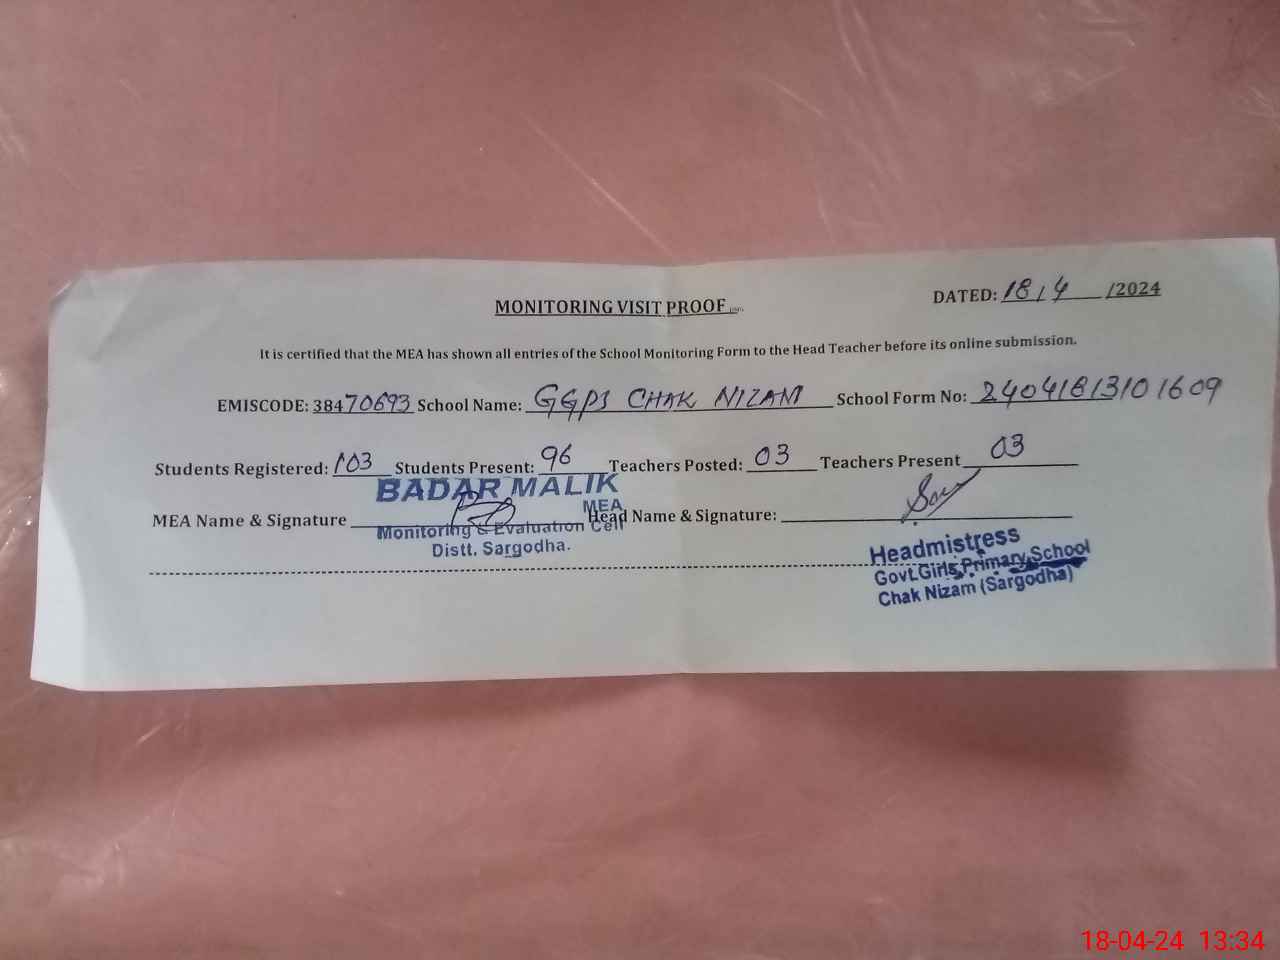 MONITORING VISIT PROOF
DATED: 18/4 /2024
It is certified that the MEA has shown all entries of the School Monitoring Form to the Head Teacher before its online submission.
EMISCODE: 38470693 School Name: GGPS CHAK NIZAM School Form No: 24041813101609
Students Registered: 103 Students Present: 96 Teachers Posted: 03 Teachers Present 03
BADAR MALIK
MEA
MEA Name & Signature Head Name & Signature:
Monitoring & Evaluation Cell
Distt. Sargodha.
Headmistress
Govt.Girls Primary School
Chak Nizam (Sargodha)
18-04-24 13:34